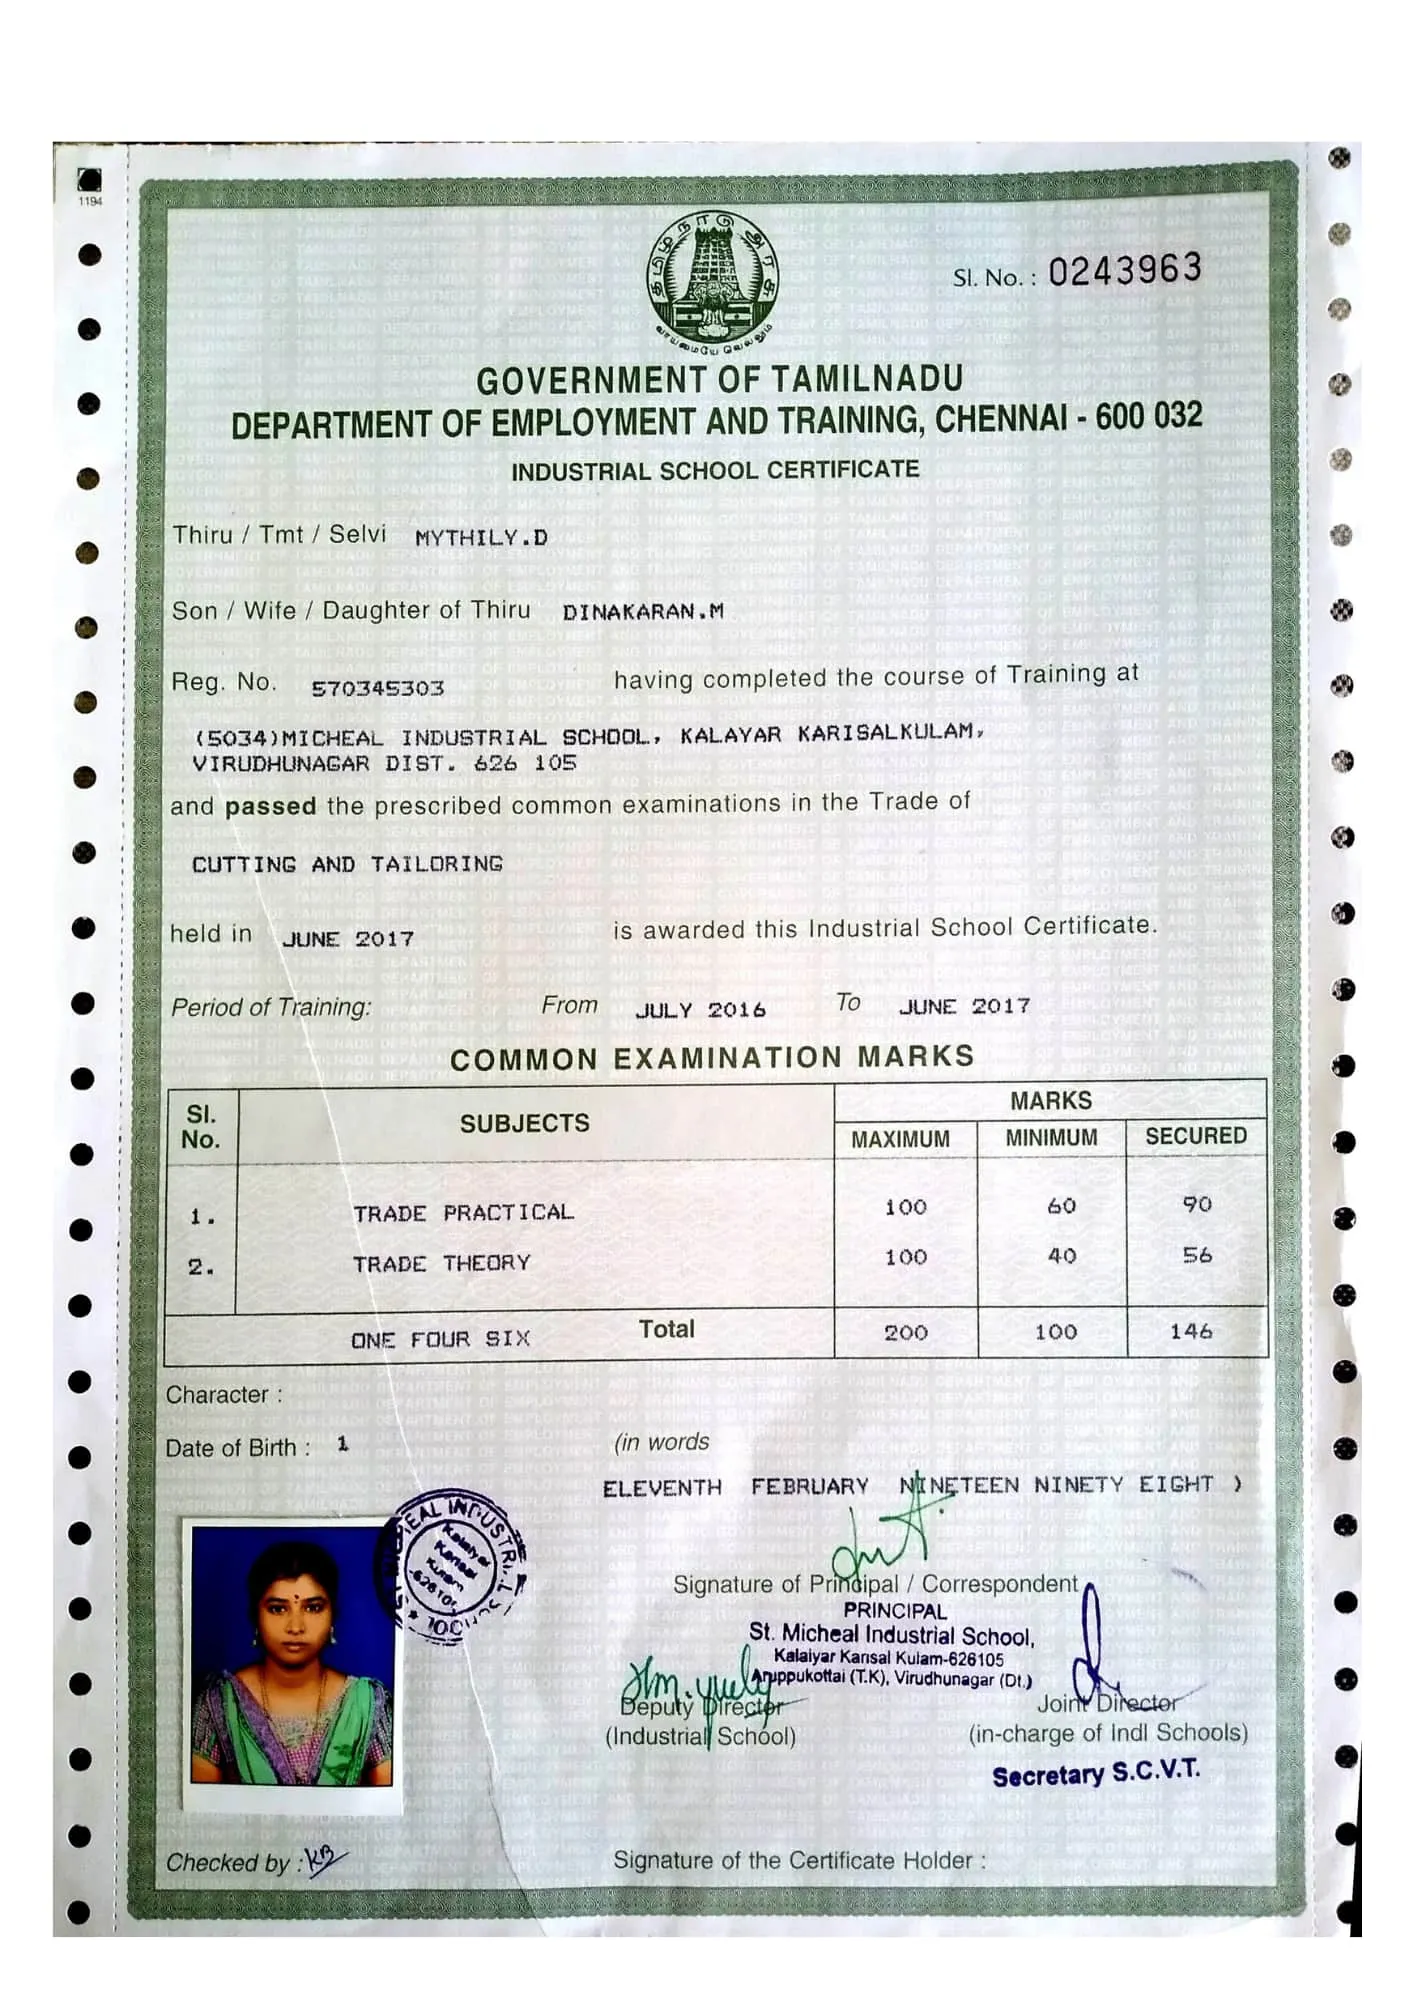 1194
தமிழ்நாடு அரசு
வாய்மையே வெல்லும்
Sl. No. : 0243963
GOVERNMENT OF TAMILNADU
DEPARTMENT OF EMPLOYMENT AND TRAINING, CHENNAI - 600 032
INDUSTRIAL SCHOOL CERTIFICATE
Thiru / Tmt / Selvi MYTHILY.D
Son / Wife / Daughter of Thiru DINAKARAN.M
Reg. No. 570345303 having completed the course of Training at
(5034)MICHEAL INDUSTRIAL SCHOOL, KALAYAR KARISALKULAM,
VIRUDHUNAGAR DIST. 626 105
and passed the prescribed common examinations in the Trade of
CUTTING AND TAILORING
held in JUNE 2017 is awarded this Industrial School Certificate.
Period of Training: From JULY 2016 To JUNE 2017
COMMON EXAMINATION MARKS
Sl. No. SUBJECTS MARKS
MAXIMUM MINIMUM SECURED
1. TRADE PRACTICAL 100 60 90
2. TRADE THEORY 100 40 56
ONE FOUR SIX Total 200 100 146
Character :
Date of Birth : 1 (in words
ELEVENTH FEBRUARY NINETEEN NINETY EIGHT )
Signature of Principal / Correspondent
PRINCIPAL
St. Micheal Industrial School,
Kalaiyar Karisal Kulam-626105
Aruppukottai (T.K), Virudhunagar (Dt.)
Deputy Director
(Industrial School)
Joint Director
(in-charge of Indl Schools)
Secretary S.C.V.T.
Checked by : KB
Signature of the Certificate Holder :